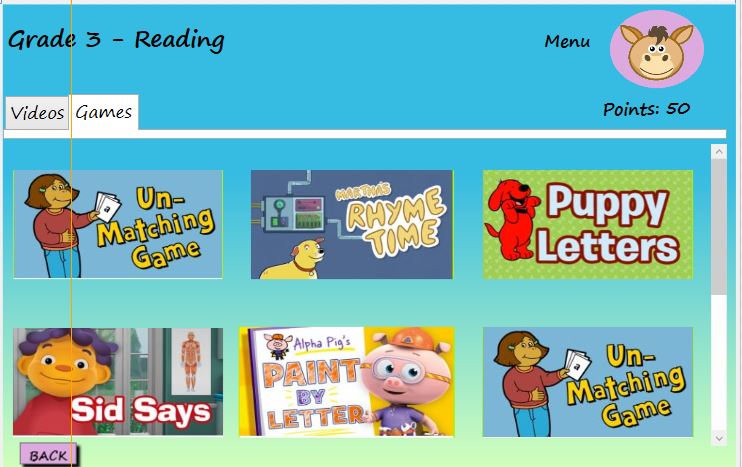 Grade 3 - Reading
Menu
Points: 50
Videos
Games
Un-
Matching
Game
a
MARTHA'S
RHYME
TIME
Puppy
Letters
Sid Says
Alpha Pig's
PAINT
BY
LETTER
Un-
Matching
Game
a
BACK